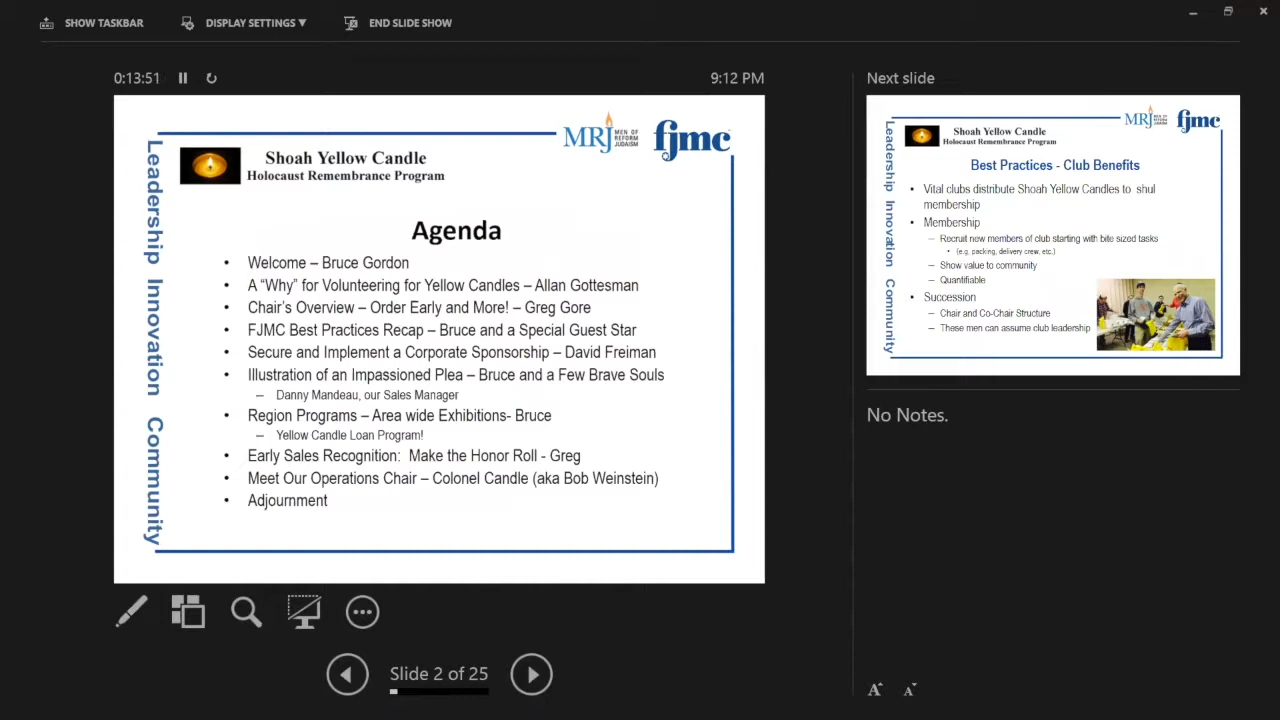 SHOW TASKBAR
DISPLAY SETTINGS ▼
END SLIDE SHOW
0:13:51
9:12 PM
MRJ MEN OF REFORM JUDAISM
fjmc
Leadership Innovation Community
Shoah Yellow Candle
Holocaust Remembrance Program
Agenda
• Welcome – Bruce Gordon
• A “Why” for Volunteering for Yellow Candles – Allan Gottesman
• Chair’s Overview – Order Early and More! – Greg Gore
• FJMC Best Practices Recap – Bruce and a Special Guest Star
• Secure and Implement a Corporate Sponsorship – David Freiman
• Illustration of an Impassioned Plea – Bruce and a Few Brave Souls
– Danny Mandeau, our Sales Manager
• Region Programs – Area wide Exhibitions- Bruce
– Yellow Candle Loan Program!
• Early Sales Recognition: Make the Honor Roll - Greg
• Meet Our Operations Chair – Colonel Candle (aka Bob Weinstein)
• Adjournment
Slide 2 of 25
Next slide
MRJ
fjmc
Leadership Innovation Community
Shoah Yellow Candle
Holocaust Remembrance Program
Best Practices - Club Benefits
• Vital clubs distribute Shoah Yellow Candles to shul
membership
• Membership
– Recruit new members of club starting with bite sized tasks
• (e.g, packing, delivery crew, etc.)
– Show value to community
– Quantifiable
• Succession
– Chair and Co-Chair Structure
– These men can assume club leadership
No Notes.
A A